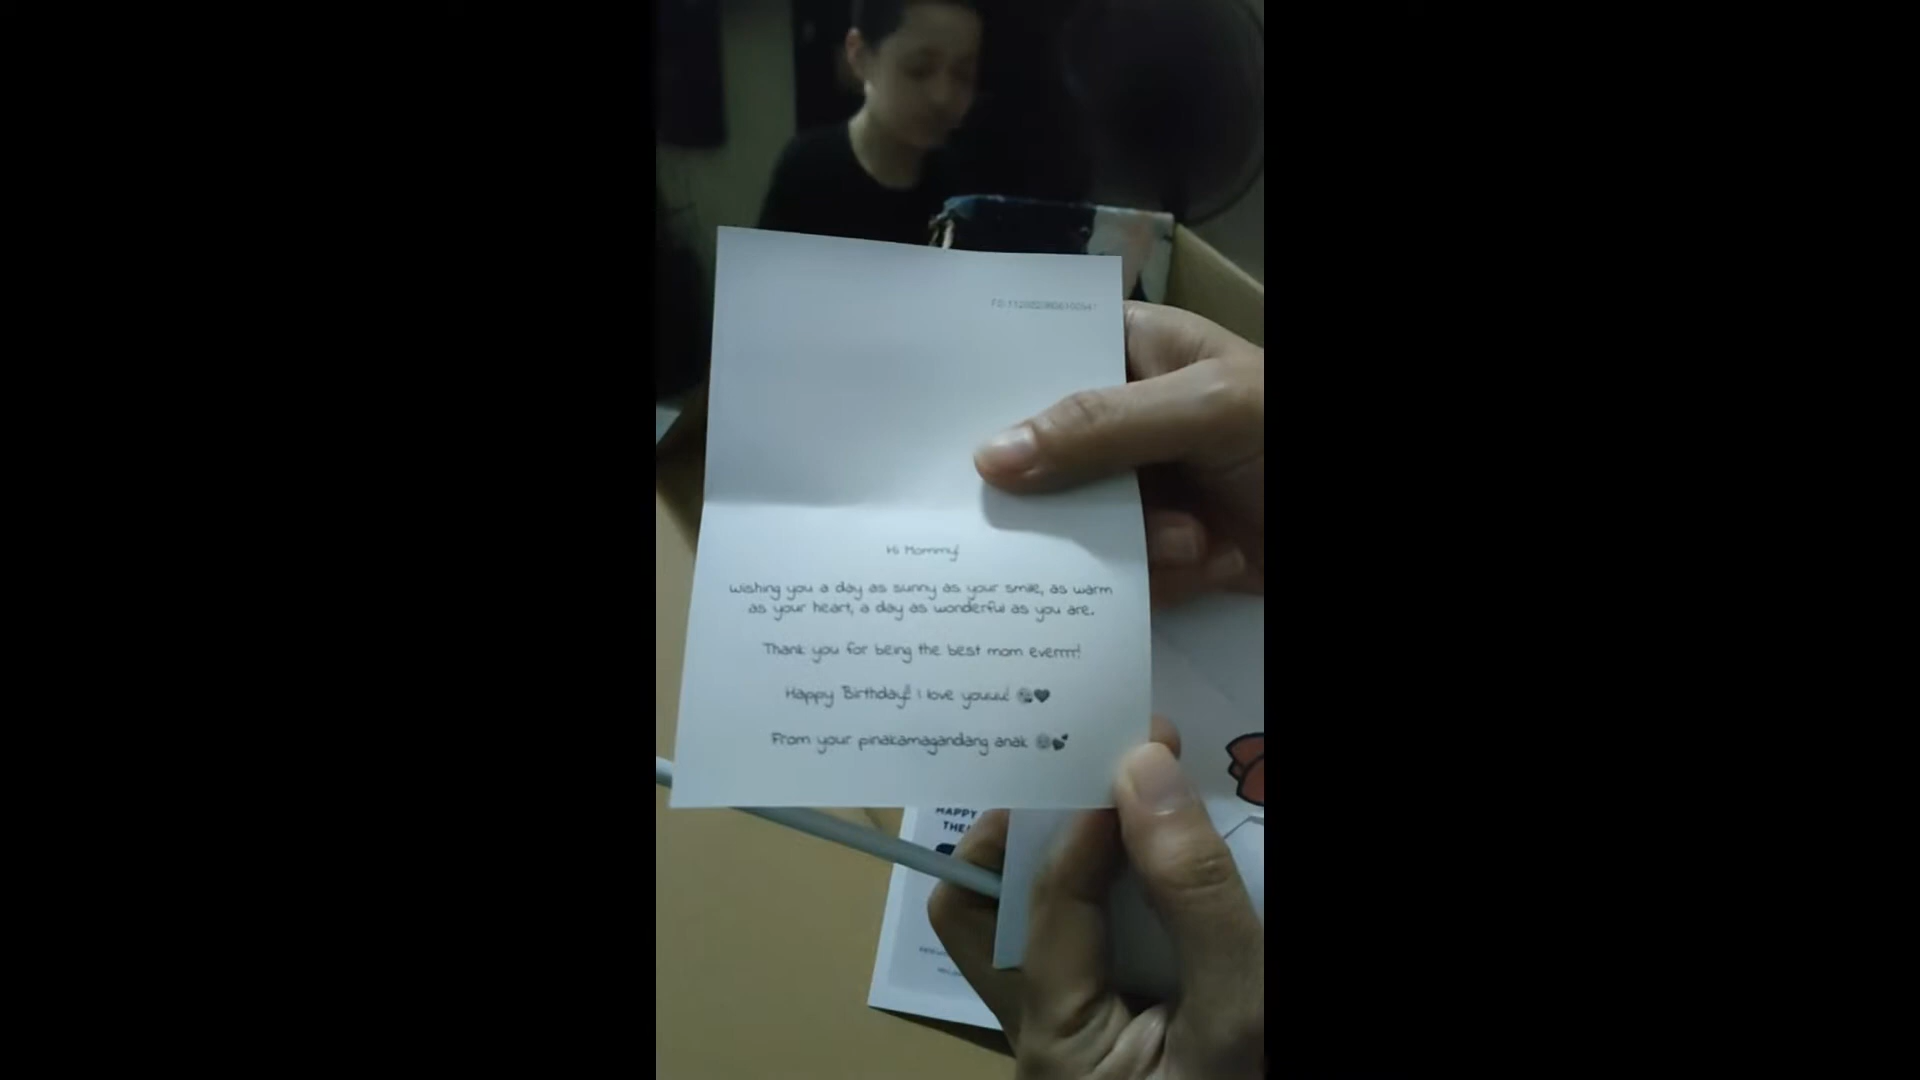 Hi Mommy!
Wishing you a day as sunny as your smile, as warm
as your heart, a day as wonderful as you are.
Thank you for being the best mom everrrr!
Happy Birthday!! I love youuu! 😘🖤
From your pinakamagandang anak 💕
HAPPY